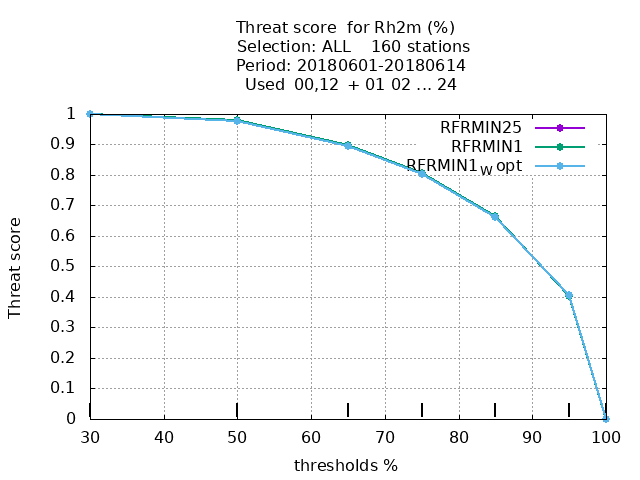 Threat score  for Rh2m (%)
Selection: ALL    160 stations
Period: 20180601-20180614
Used  00,12  + 01 02 ... 24
1
0.9
0.8
0.7
0.6
0.5
0.4
0.3
0.2
0.1
0
Threat score
RFRMIN25
RFRMIN1
RFRMIN1W opt
30 40 50 60 70 80 90 100
thresholds %